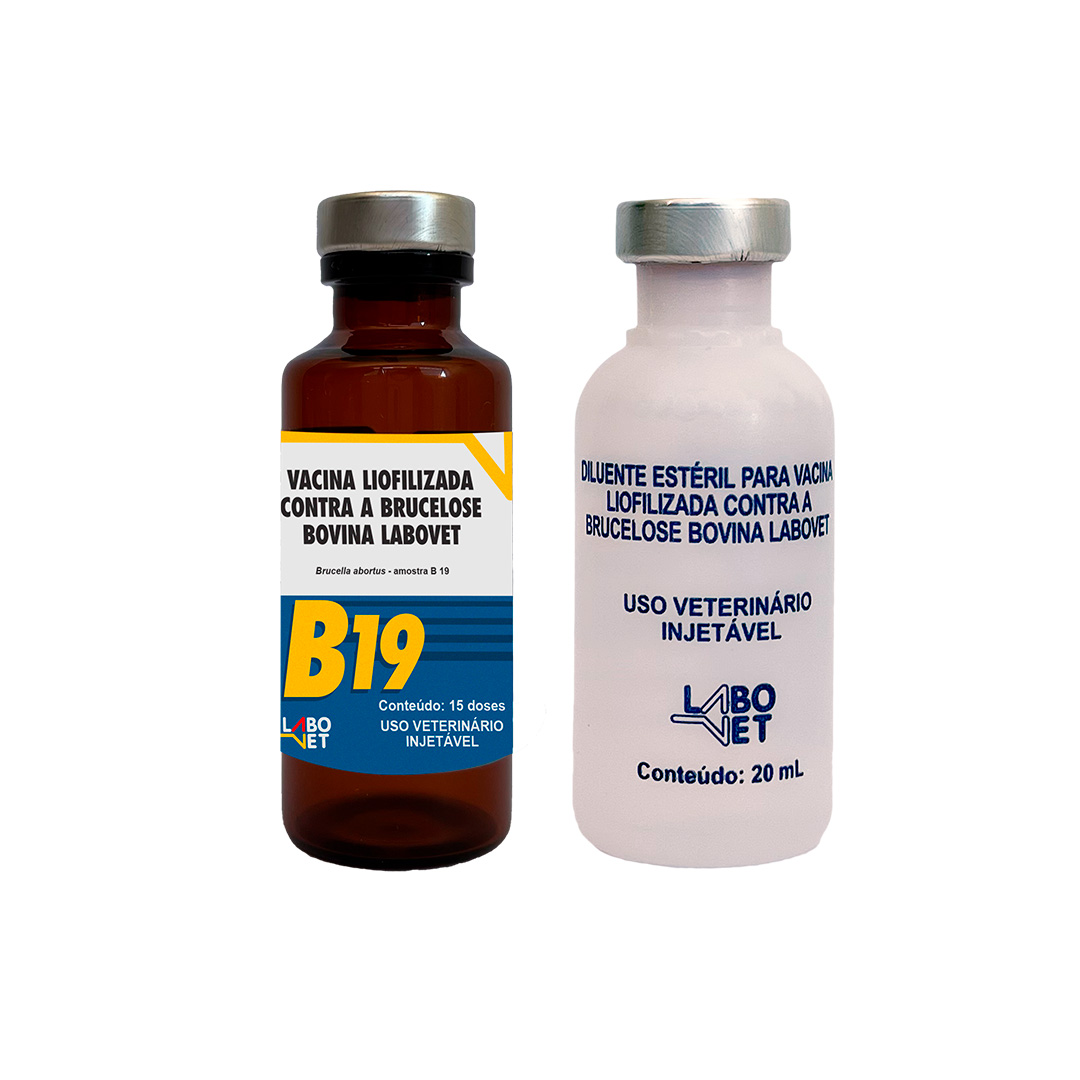 VACINA LIOFILIZADA
CONTRA A BRUCELOSE
BOVINA LABOVET
Brucella abortus - amostra B 19
B19
Conteúdo: 15 doses
USO VETERINÁRIO
INJETÁVEL
LABO
VET
DILUENTE ESTÉRIL PARA VACINA
LIOFILIZADA CONTRA A
BRUCELOSE BOVINA LABOVET
USO VETERINÁRIO
INJETÁVEL
LABO
VET
Conteúdo: 20 mL